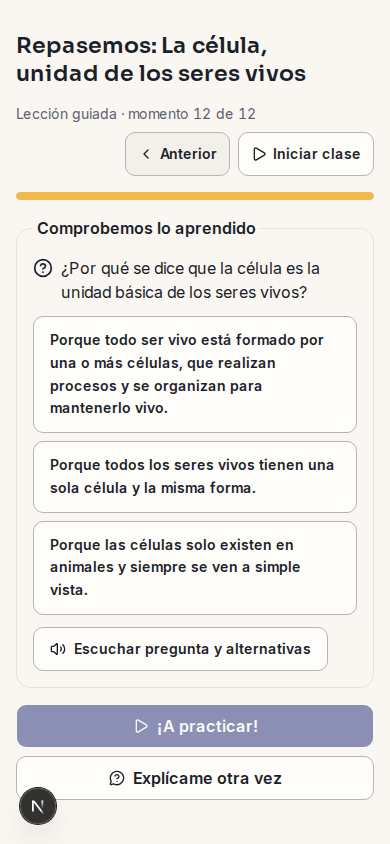 Repasemos: La célula,
unidad de los seres vivos
Lección guiada · momento 12 de 12
Anterior
Iniciar clase
Comprobemos lo aprendido
¿Por qué se dice que la célula es la
unidad básica de los seres vivos?
Porque todo ser vivo está formado por
una o más células, que realizan
procesos y se organizan para
mantenerlo vivo.
Porque todos los seres vivos tienen una
sola célula y la misma forma.
Porque las células solo existen en
animales y siempre se ven a simple
vista.
Escuchar pregunta y alternativas
¡A practicar!
Explícame otra vez
N